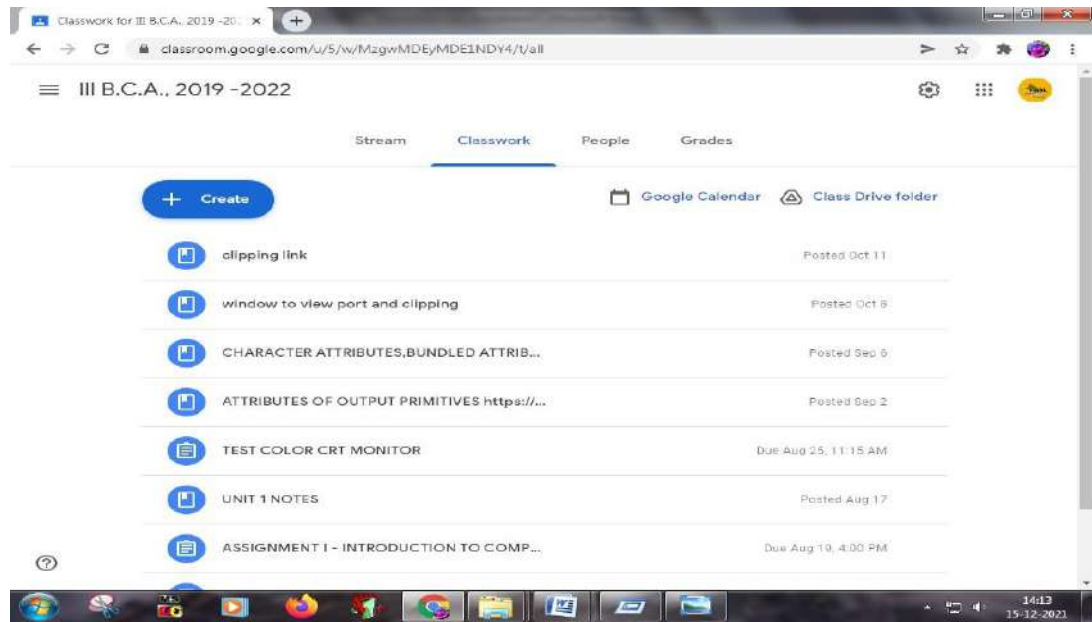 Classwork for III B.C.A., 2019 -20
classroom.google.com/u/5/w/MzgwMDEyMDE1NDY4/t/all
III B.C.A., 2019 -2022
Stream Classwork People Grades
+ Create Google Calendar Class Drive folder
clipping link Posted Oct 11
window to view port and clipping Posted Oct 8
CHARACTER ATTRIBUTES,BUNDLED ATTRIB... Posted Sep 6
ATTRIBUTES OF OUTPUT PRIMITIVES https://... Posted Sep 2
TEST COLOR CRT MONITOR Due Aug 25, 11:15 AM
UNIT 1 NOTES Posted Aug 17
ASSIGNMENT I - INTRODUCTION TO COMP... Due Aug 19, 4:00 PM
14:13
15-12-2021